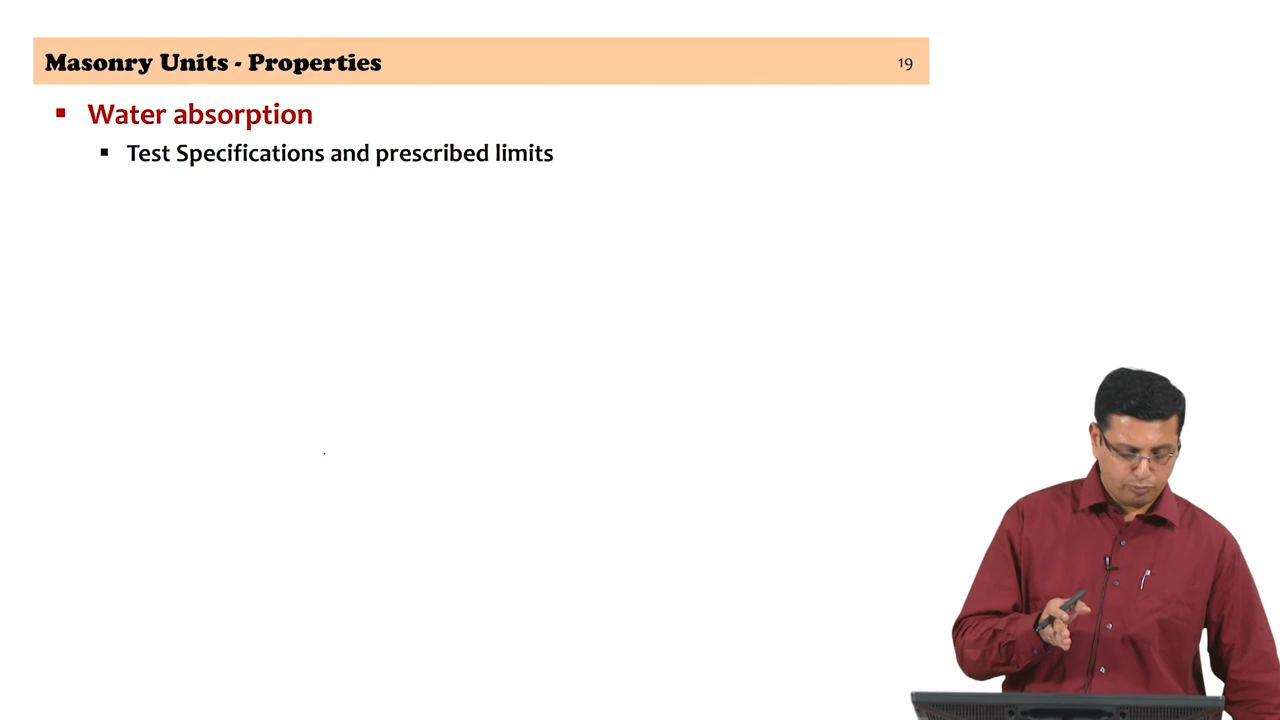 Masonry Units - Properties 19
Water absorption
Test Specifications and prescribed limits